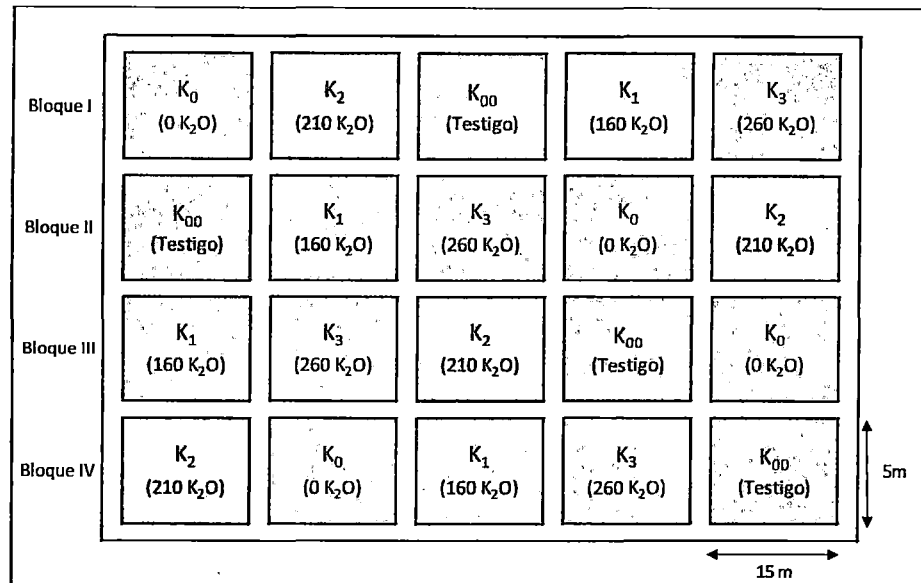 Bloque I
K₀
(0 K₂O)
K₂
(210 K₂O)
K₀₀
(Testigo)
K₁
(160 K₂O)
K₃
(260 K₂O)
Bloque II
K₀₀
(Testigo)
K₁
(160 K₂O)
K₃
(260 K₂O)
K₀
(0 K₂O)
K₂
(210 K₂O)
Bloque III
K₁
(160 K₂O)
K₃
(260 K₂O)
K₂
(210 K₂O)
K₀₀
(Testigo)
K₀
(0 K₂O)
Bloque IV
K₂
(210 K₂O)
K₀
(0 K₂O)
K₁
(160 K₂O)
K₃
(260 K₂O)
K₀₀
(Testigo)
5m
15 m